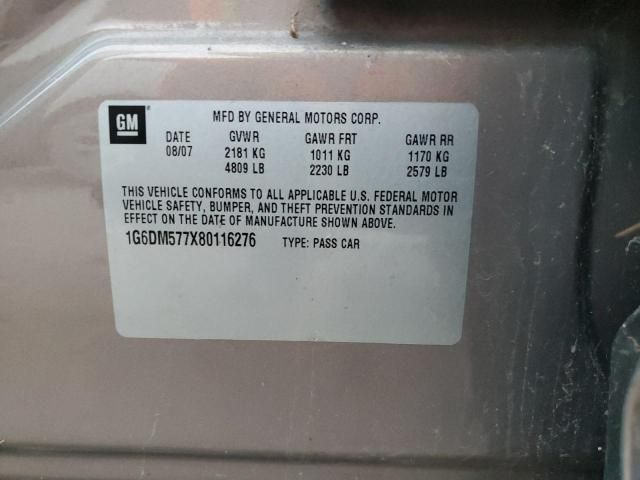 GM MFD BY GENERAL MOTORS CORP.
DATE GVWR GAWR FRT GAWR RR
08/07 2181 KG 1011 KG 1170 KG
4809 LB 2230 LB 2579 LB
THIS VEHICLE CONFORMS TO ALL APPLICABLE U.S. FEDERAL MOTOR
VEHICLE SAFETY, BUMPER, AND THEFT PREVENTION STANDARDS IN
EFFECT ON THE DATE OF MANUFACTURE SHOWN ABOVE.
1G6DM577X80116276 TYPE: PASS CAR